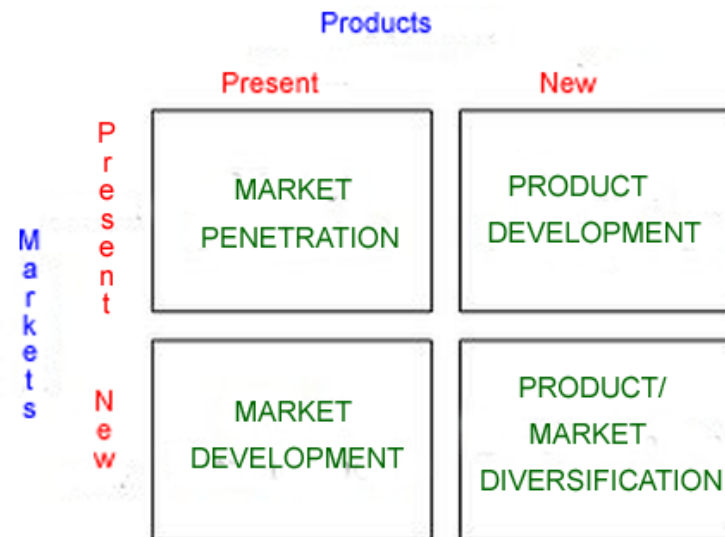 Products
Present
New
Markets
Present
MARKET
PENETRATION
PRODUCT
DEVELOPMENT
New
MARKET
DEVELOPMENT
PRODUCT/
MARKET
DIVERSIFICATION